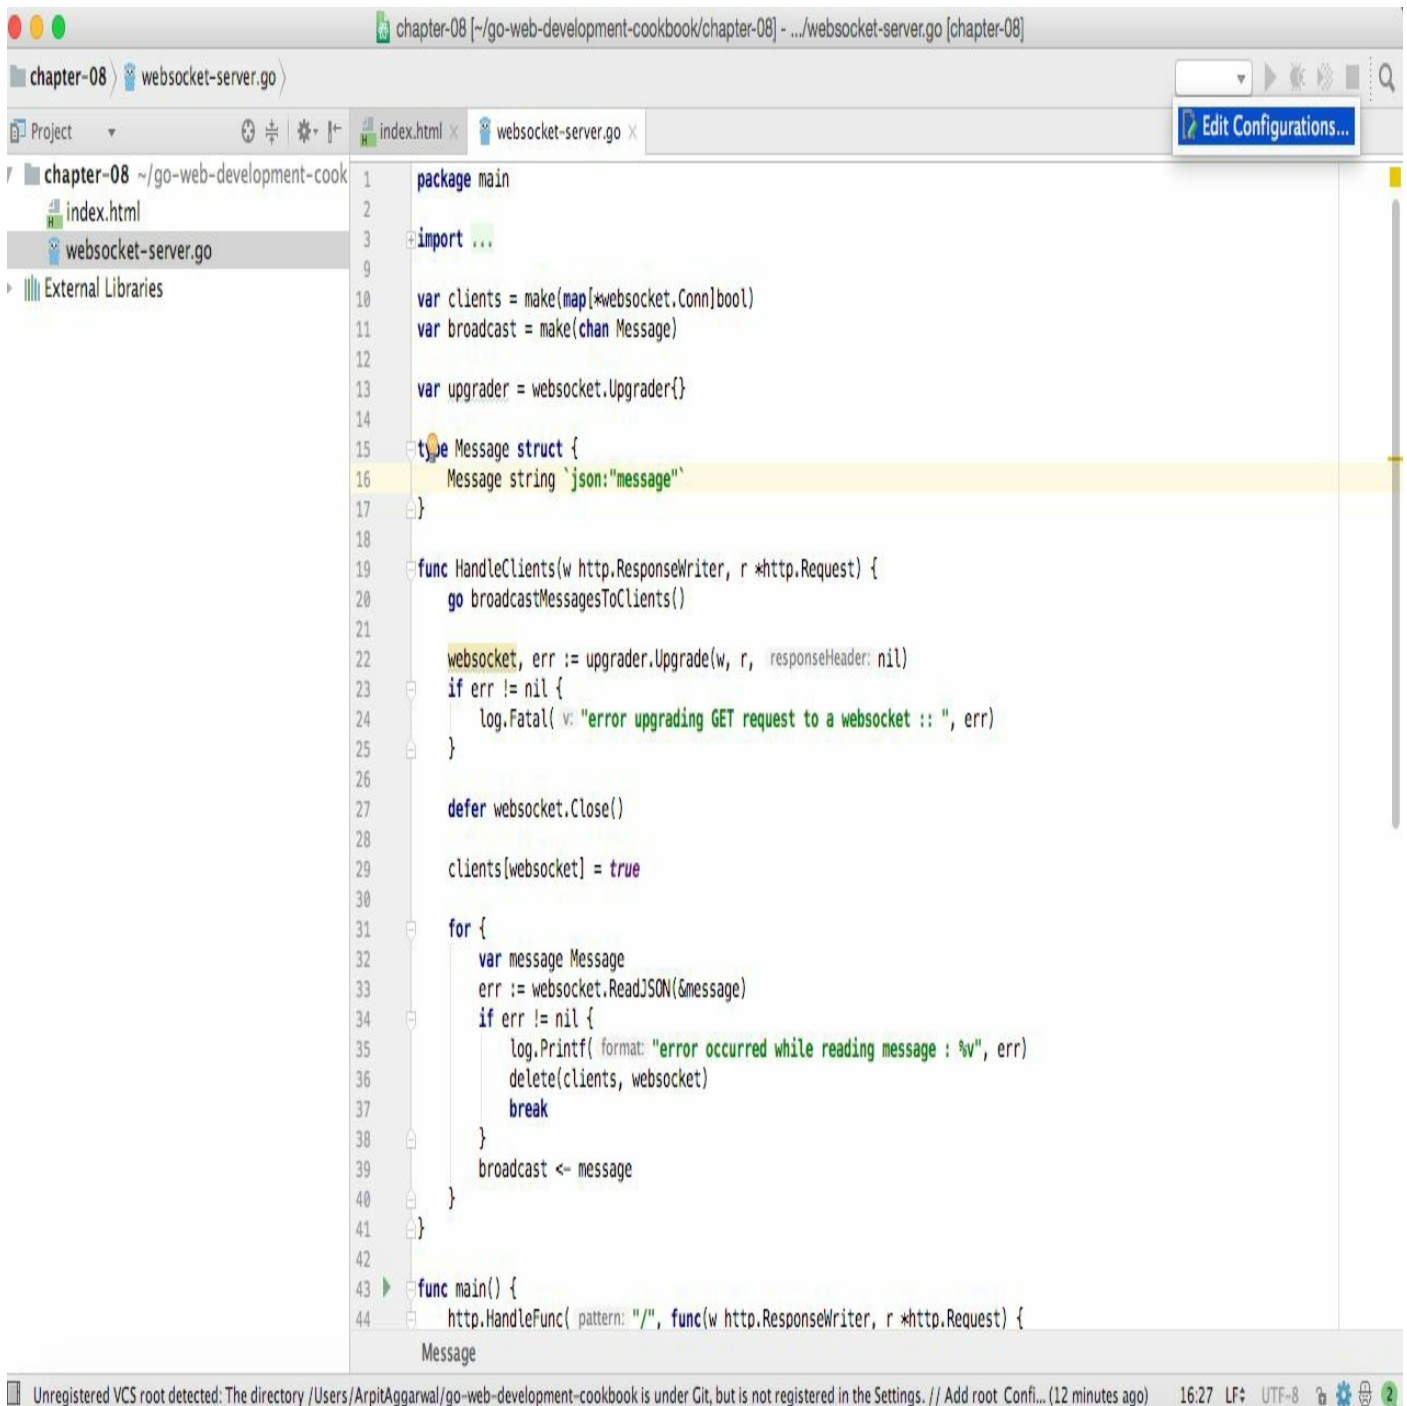 chapter-08 [~/go-web-development-cookbook/chapter-08] - .../websocket-server.go [chapter-08]
chapter-08 websocket-server.go
Edit Configurations...
Project
index.html
websocket-server.go
chapter-08 ~/go-web-development-cook
index.html
websocket-server.go
External Libraries
1 package main
2
3 import ...
9
10 var clients = make(map[*websocket.Conn]bool)
11 var broadcast = make(chan Message)
12
13 var upgrader = websocket.Upgrader{}
14
15 type Message struct {
16 Message string `json:"message"`
17 }
18
19 func HandleClients(w http.ResponseWriter, r *http.Request) {
20 go broadcastMessagesToClients()
21
22 websocket, err := upgrader.Upgrade(w, r, responseHeader: nil)
23 if err != nil {
24 log.Fatal( v: "error upgrading GET request to a websocket :: ", err)
25 }
26
27 defer websocket.Close()
28
29 clients[websocket] = true
30
31 for {
32 var message Message
33 err := websocket.ReadJSON(&message)
34 if err != nil {
35 log.Printf( format: "error occurred while reading message : %v", err)
36 delete(clients, websocket)
37 break
38 }
39 broadcast <- message
40 }
41 }
42
43 func main() {
44 http.HandleFunc( pattern: "/", func(w http.ResponseWriter, r *http.Request) {
Message
Unregistered VCS root detected: The directory /Users/ArpitAggarwal/go-web-development-cookbook is under Git, but is not registered in the Settings. // Add root Confi... (12 minutes ago) 16:27 LF UTF-8 2